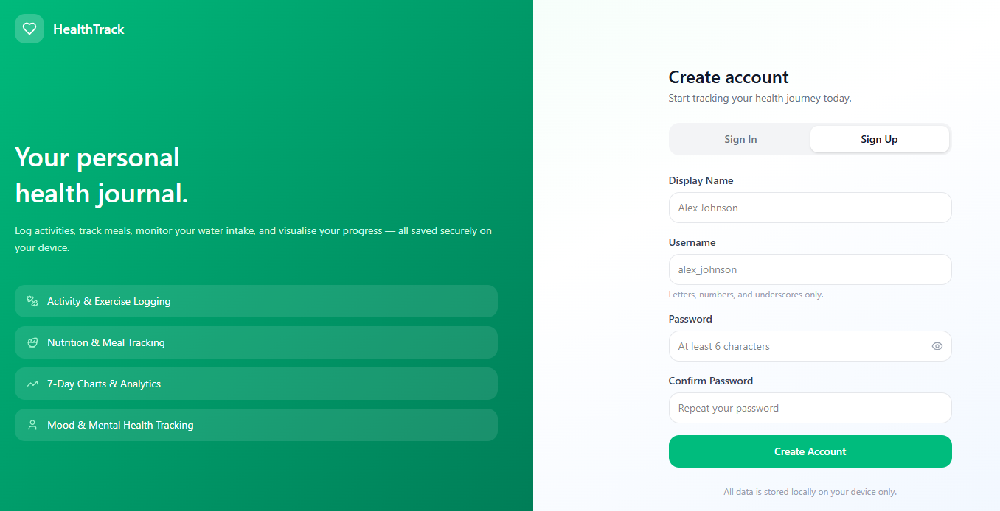 HealthTrack
Your personal
health journal.
Log activities, track meals, monitor your water intake, and visualise your progress — all saved securely on
your device.
Activity & Exercise Logging
Nutrition & Meal Tracking
7-Day Charts & Analytics
Mood & Mental Health Tracking
Create account
Start tracking your health journey today.
Sign In
Sign Up
Display Name
Alex Johnson
Username
alex_johnson
Letters, numbers, and underscores only.
Password
At least 6 characters
Confirm Password
Repeat your password
Create Account
All data is stored locally on your device only.